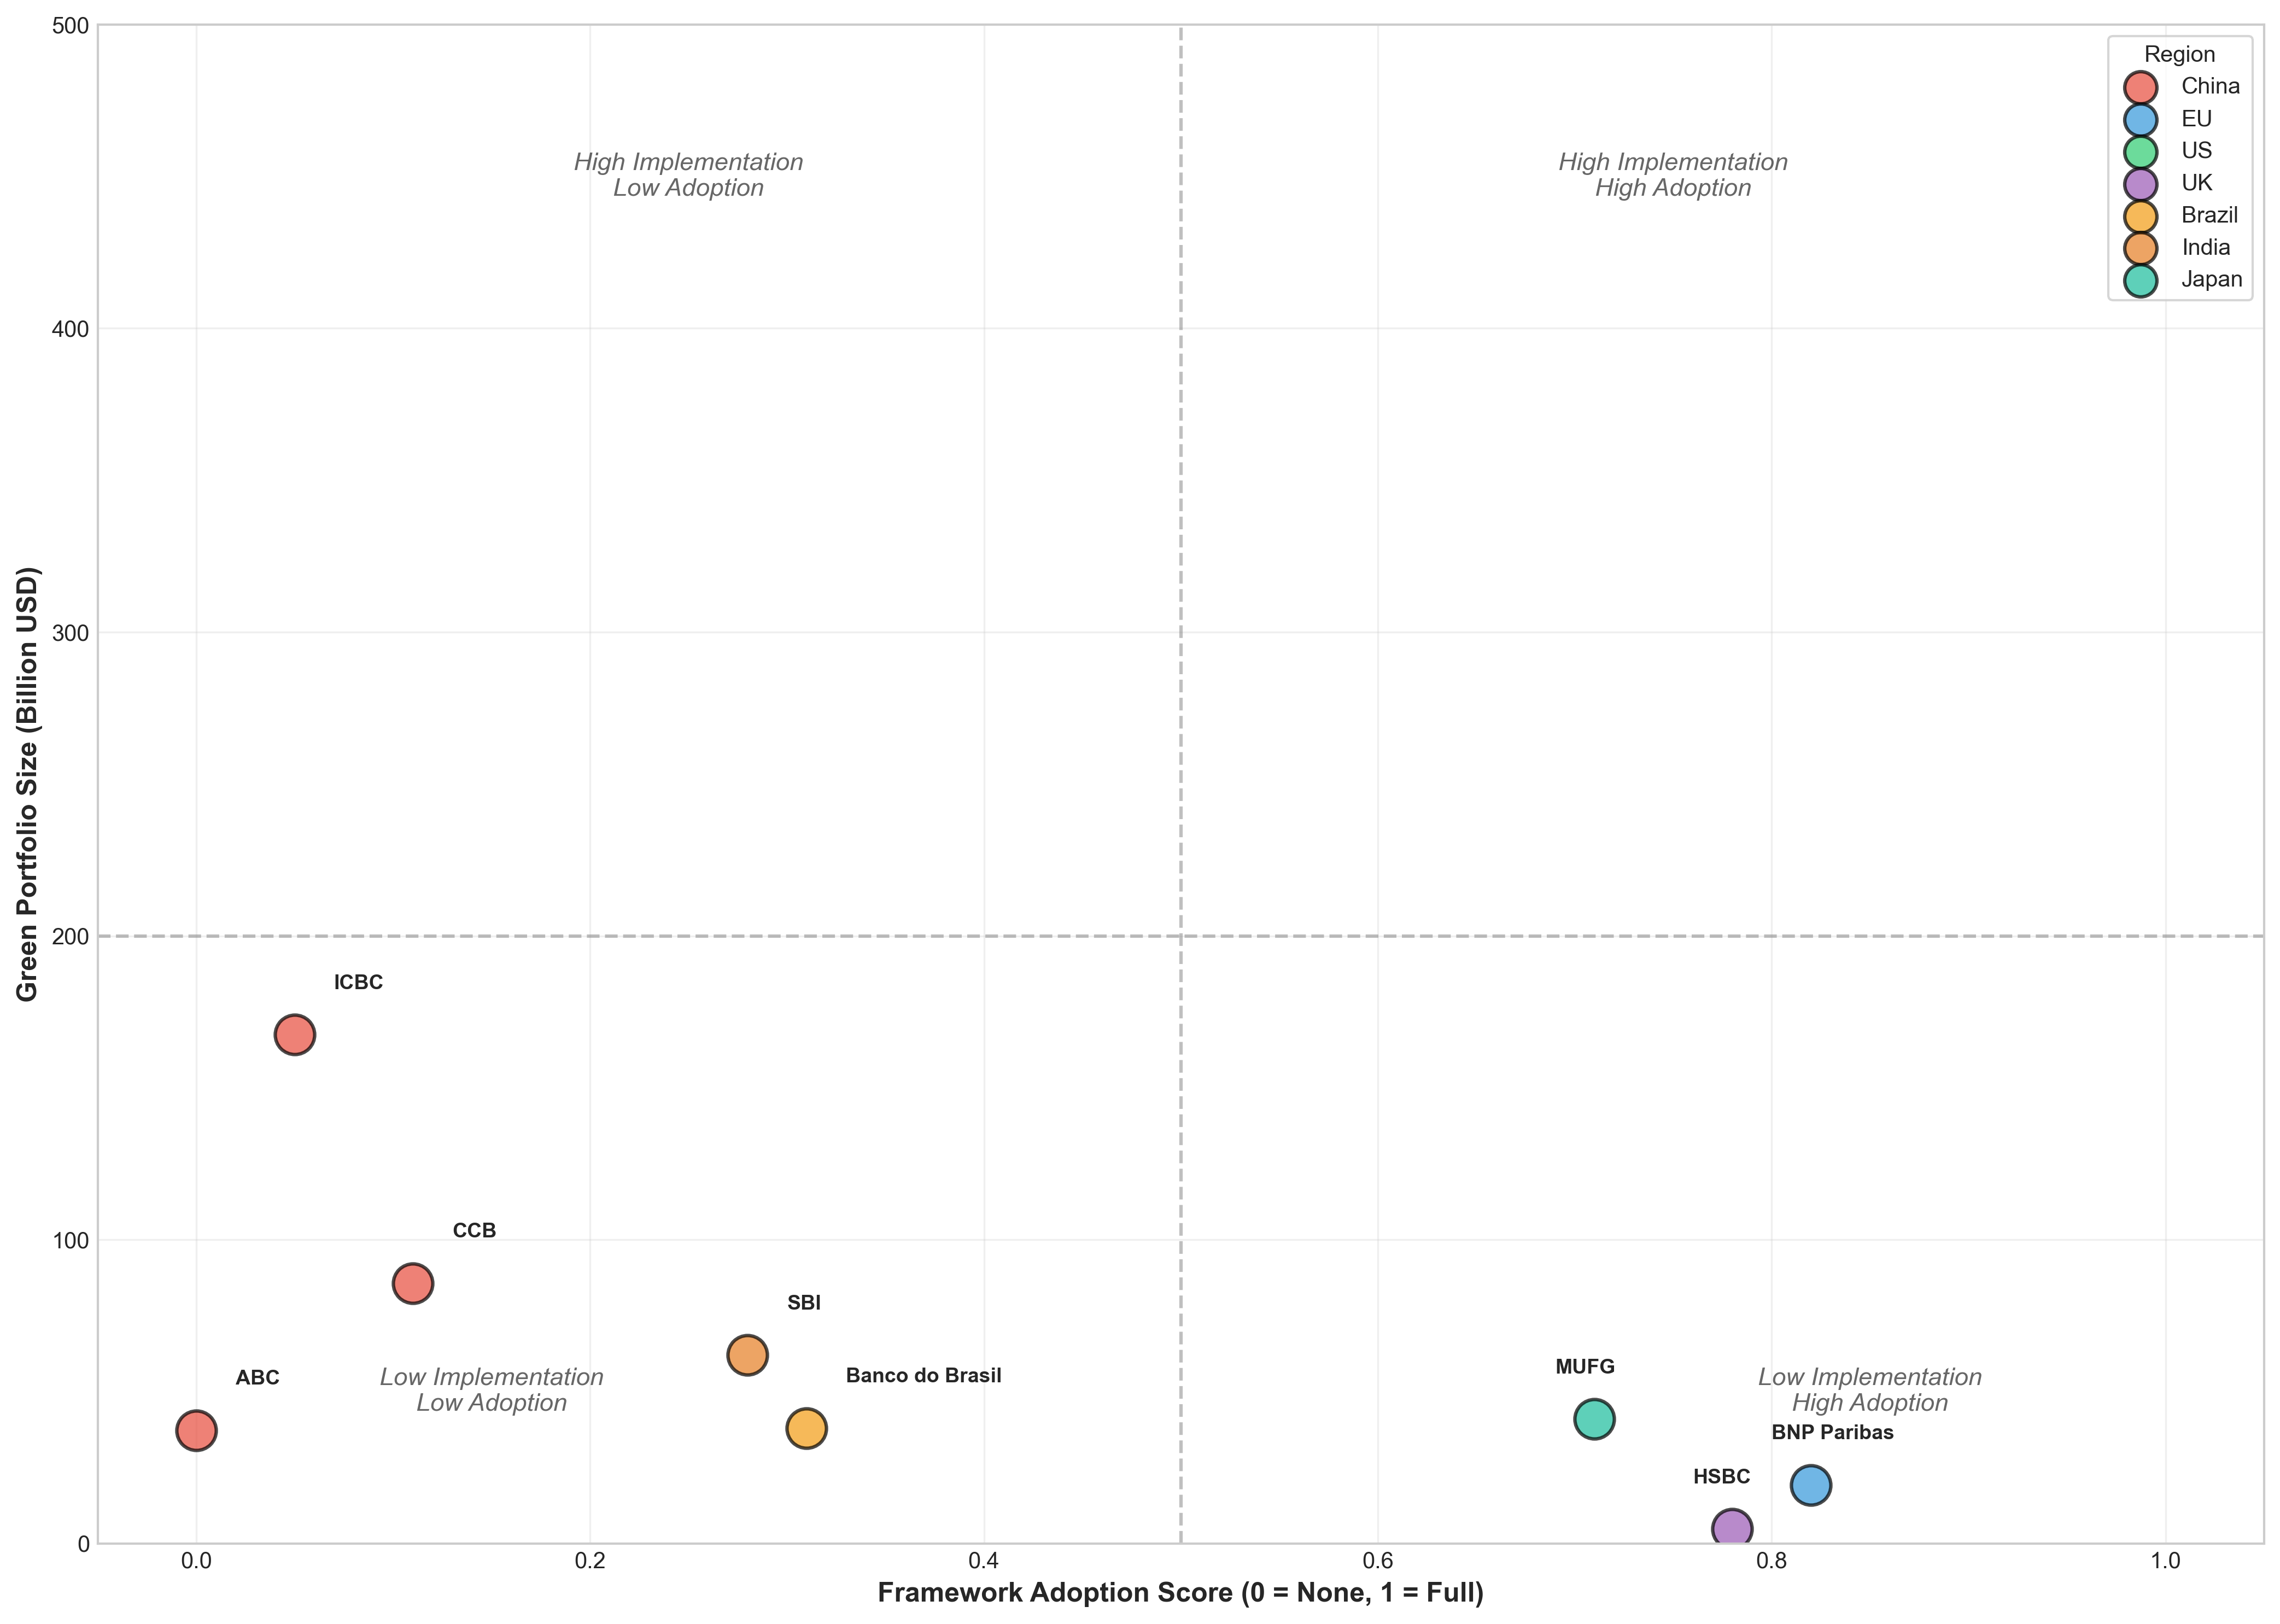 500
400
300
200
100
0
Green Portfolio Size (Billion USD)
High Implementation
Low Adoption
High Implementation
High Adoption
Region
China
EU
US
UK
Brazil
India
Japan
ICBC
CCB
SBI
ABC
Low Implementation
Low Adoption
Banco do Brasil
MUFG
Low Implementation
High Adoption
BNP Paribas
HSBC
0.0
0.2
0.4
0.6
0.8
1.0
Framework Adoption Score (0 = None, 1 = Full)